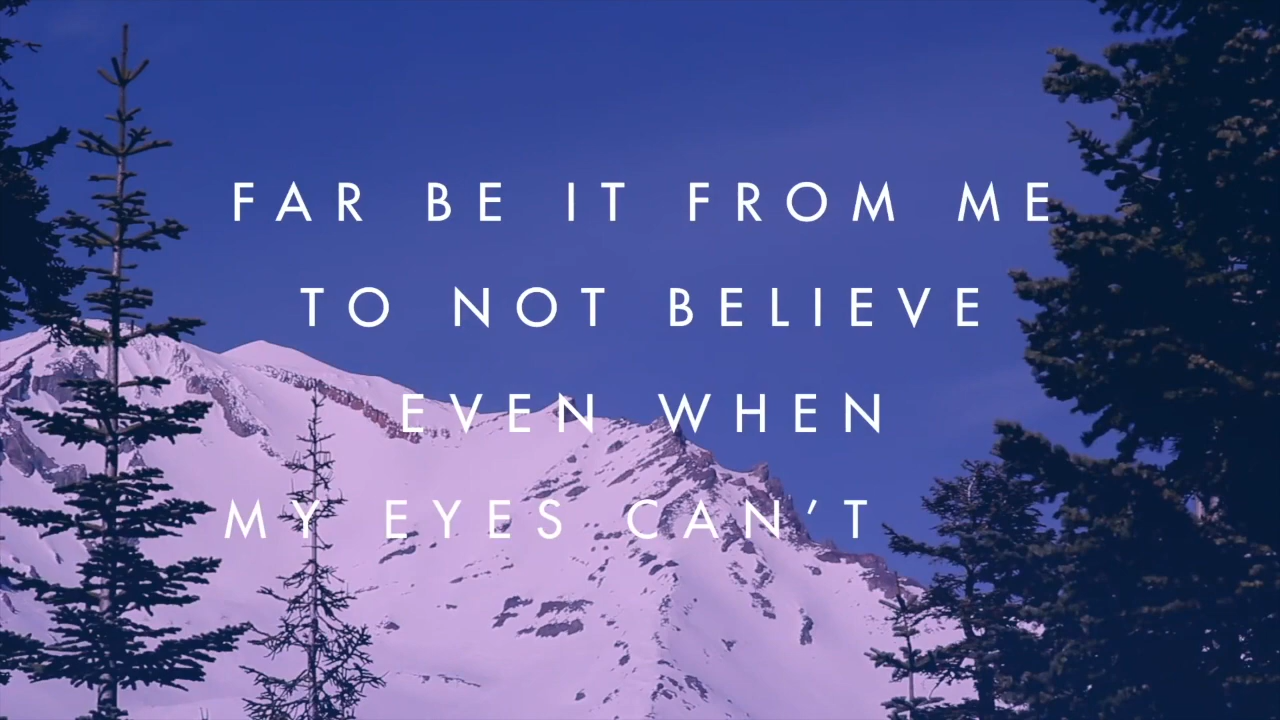 FAR BE IT FROM ME
TO NOT BELIEVE
EVEN WHEN
MY EYES CAN’T